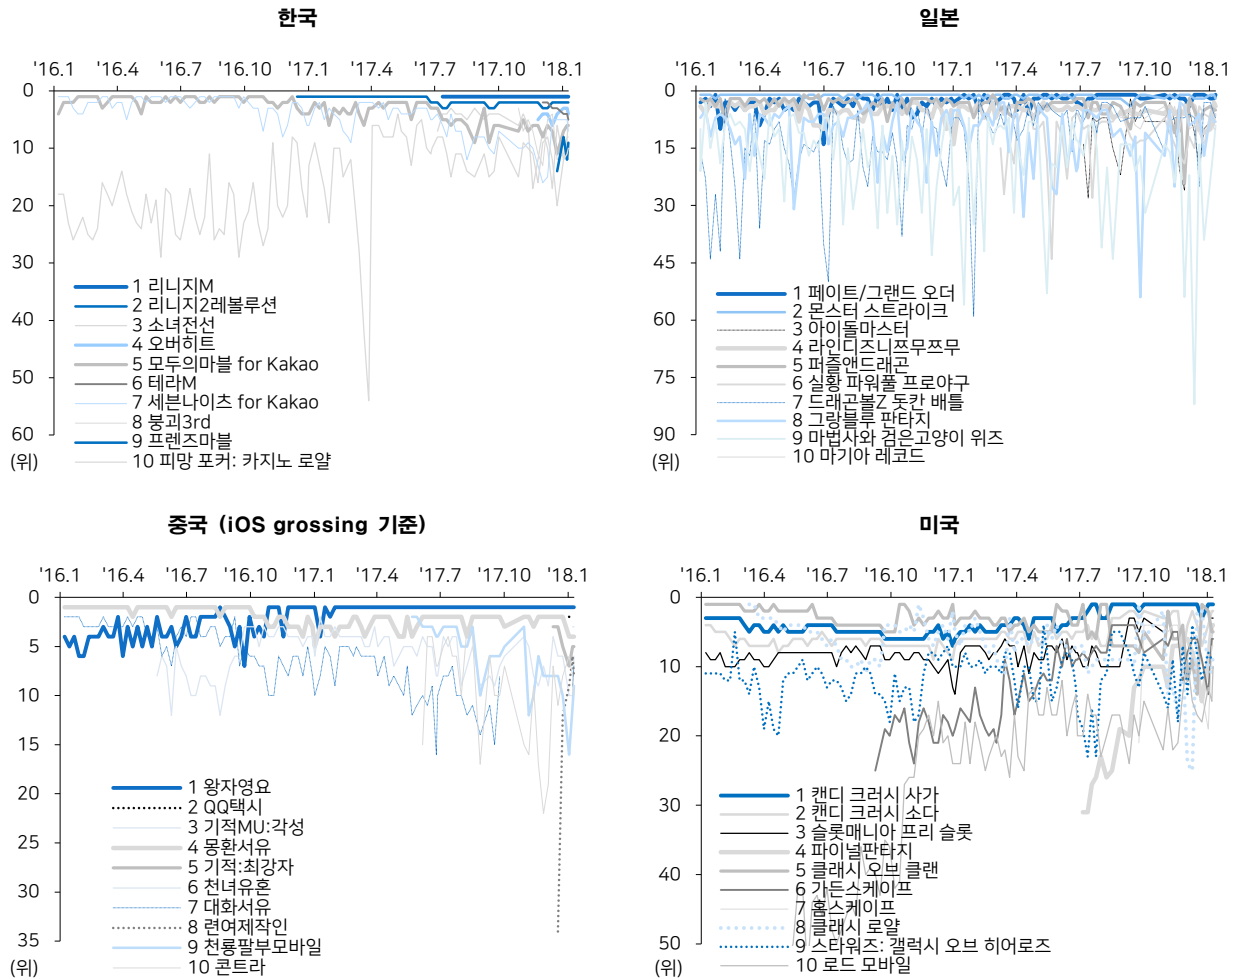 한국
'16.1 '16.4 '16.7 '16.10 '17.1 '17.4 '17.7 '17.10 '18.1
0
10
20
30
40
50
60
(위)
1 리니지M
2 리니지2레볼루션
3 소녀전선
4 오버히트
5 모두의마블 for Kakao
6 테라M
7 세븐나이츠 for Kakao
8 붕괴3rd
9 프렌즈마블
10 피망 포커: 카지노 로얄
일본
'16.1 '16.4 '16.7 '16.10 '17.1 '17.4 '17.7 '17.10 '18.1
0
15
30
45
60
75
90
(위)
1 페이트/그랜드 오더
2 몬스터 스트라이크
3 아이돌마스터
4 라인디즈니쯔무쯔무
5 퍼즐앤드래곤
6 실황 파워풀 프로야구
7 드래곤볼Z 돗칸 배틀
8 그랑블루 판타지
9 마법사와 검은고양이 위즈
10 마기아 레코드
중국 (iOS grossing 기준)
'16.1 '16.4 '16.7 '16.10 '17.1 '17.4 '17.7 '17.10 '18.1
0
5
10
15
20
25
30
35
(위)
1 왕자영요
2 QQ택시
3 기적MU:각성
4 몽환서유
5 기적:최강자
6 천녀유혼
7 대화서유
8 련여제작인
9 천룡팔부모바일
10 콘트라
미국
'16.1 '16.4 '16.7 '16.10 '17.1 '17.4 '17.7 '17.10 '18.1
0
10
20
30
40
50
(위)
1 캔디 크러시 사가
2 캔디 크러시 소다
3 슬롯매니아 프리 슬롯
4 파이널판타지
5 클래시 오브 클랜
6 가든스케이프
7 홈스케이프
8 클래시 로얄
9 스타워즈: 갤럭시 오브 히어로즈
10 로드 모바일